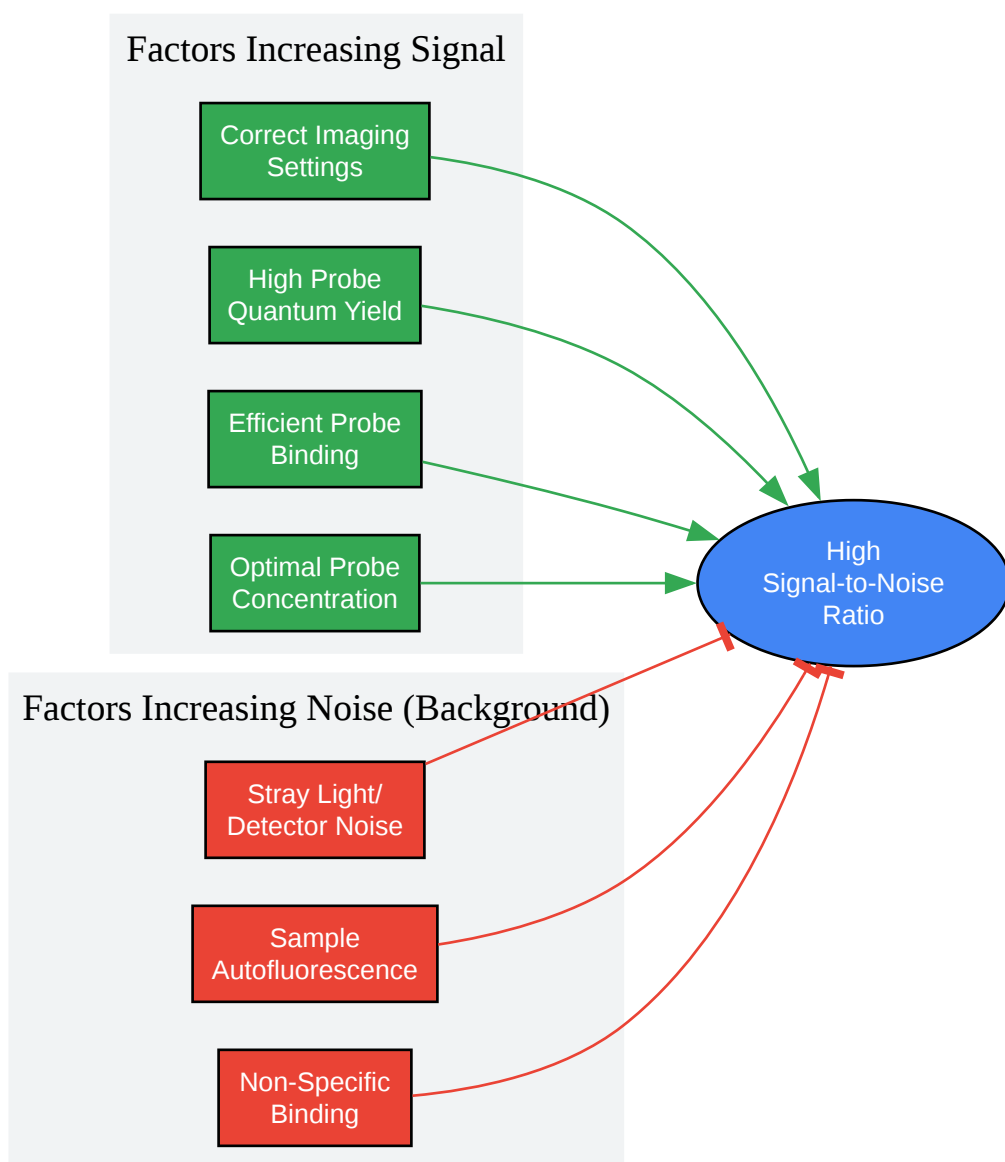 Factors Increasing Signal
Correct Imaging
Settings
High Probe
Quantum Yield
Efficient Probe
Binding
Optimal Probe
Concentration
High
Signal-to-Noise
Ratio
Factors Increasing Noise (Background)
Stray Light/
Detector Noise
Sample
Autofluorescence
Non-Specific
Binding